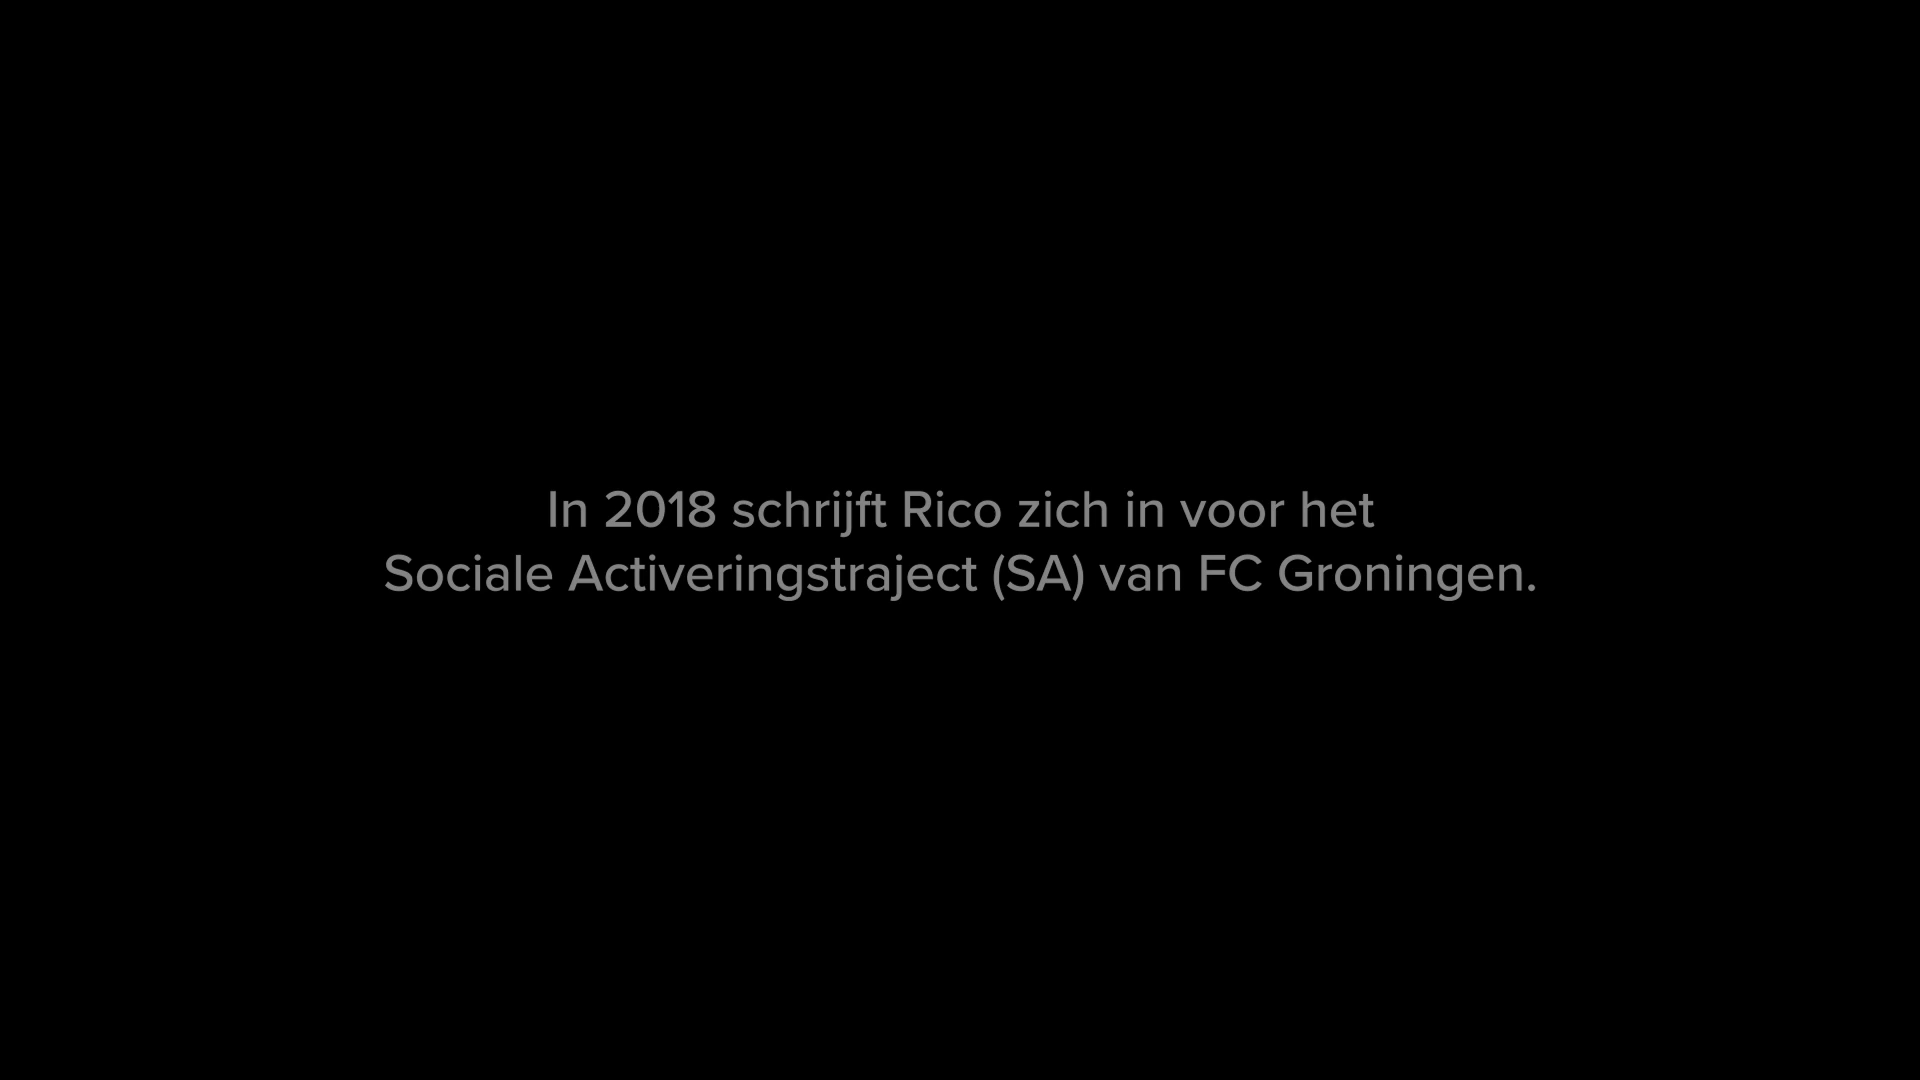 In 2018 schrijft Rico zich in voor het
Sociale Activeringstraject (SA) van FC Groningen.